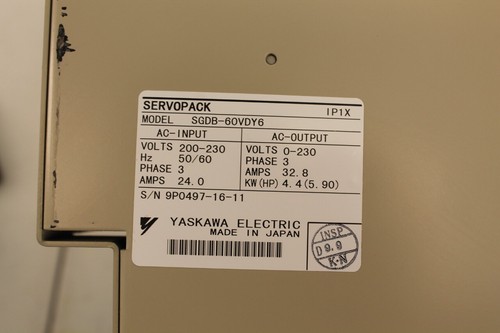 SERVOPACK IP1X
MODEL SGDB-60VDY6
AC-INPUT AC-OUTPUT
VOLTS 200-230 VOLTS 0-230
Hz 50/60 PHASE 3
PHASE 3 AMPS 32.8
AMPS 24.0 KW(HP) 4.4(5.90)
S/N 9P0497-16-11
YASKAWA ELECTRIC
MADE IN JAPAN
INSP.
D9.9
K·N